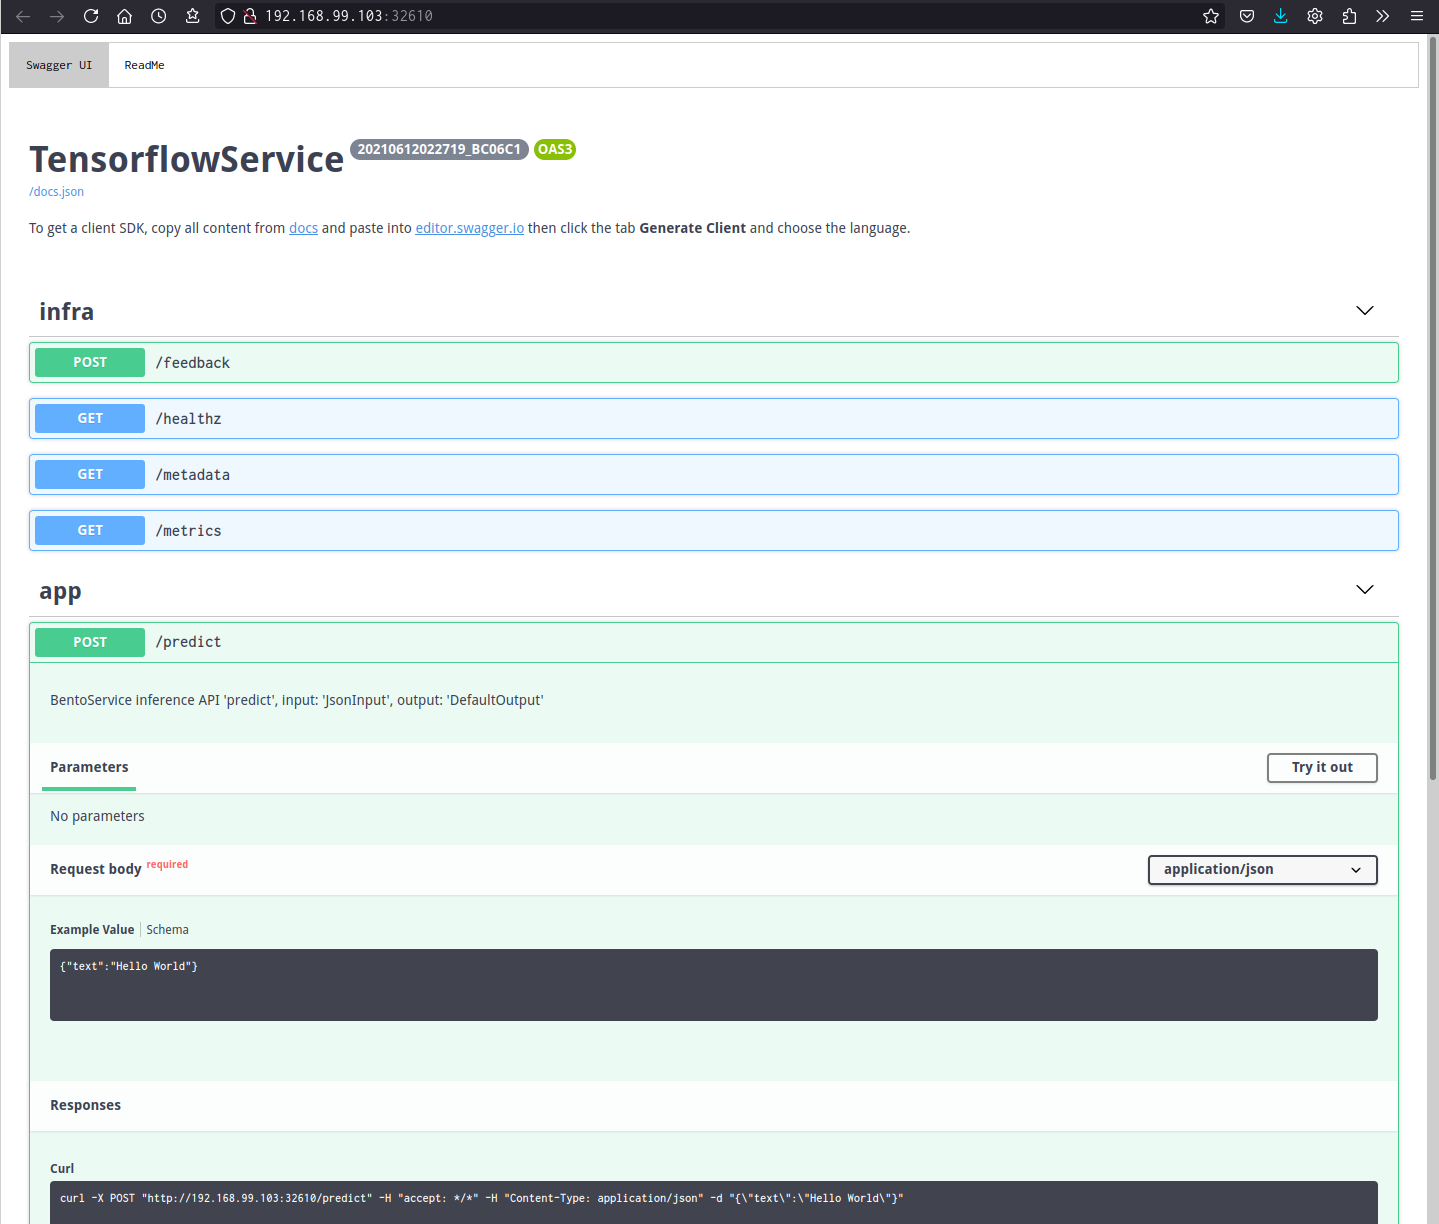 192.168.99.103:32610
Swagger UI ReadMe
TensorflowService 20210612022719_BC06C1 OAS3
/docs.json
To get a client SDK, copy all content from docs and paste into editor.swagger.io then click the tab Generate Client and choose the language.
infra
POST /feedback
GET /healthz
GET /metadata
GET /metrics
app
POST /predict
BentoService inference API 'predict', input: 'JsonInput', output: 'DefaultOutput'
Parameters Try it out
No parameters
Request body required application/json
Example Value Schema
{"text":"Hello World"}
Responses
Curl
curl -X POST "http://192.168.99.103:32610/predict" -H "accept: */*" -H "Content-Type: application/json" -d "{\"text\":\"Hello World\"}"